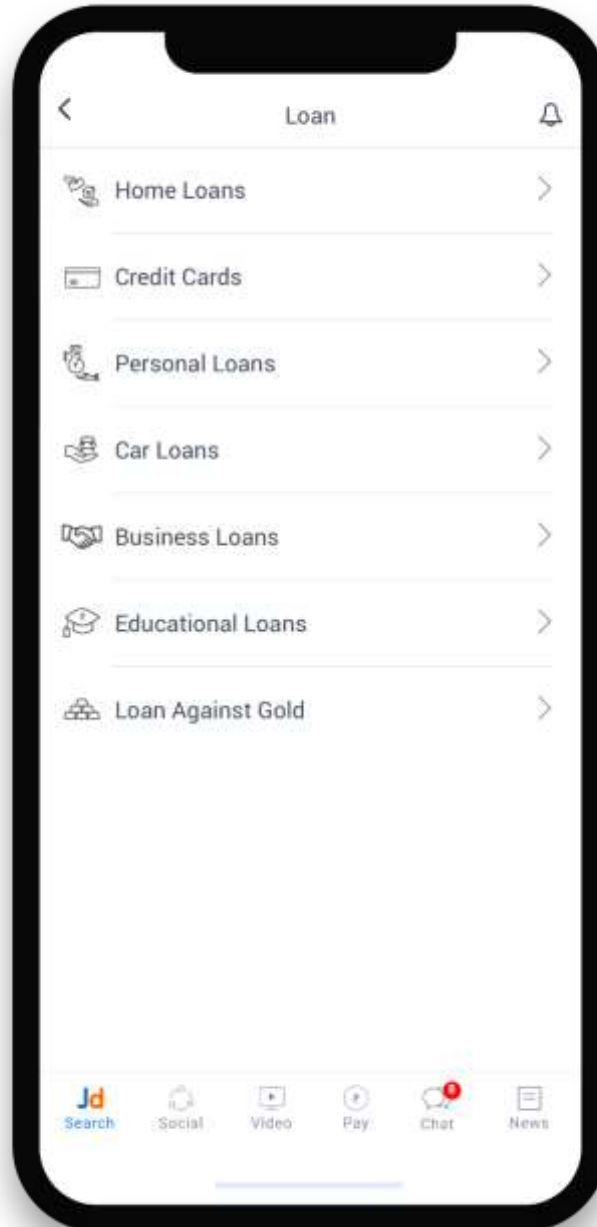 Loan
Home Loans
Credit Cards
Personal Loans
Car Loans
Business Loans
Educational Loans
Loan Against Gold
Jd
Search Social Video Pay Chat News